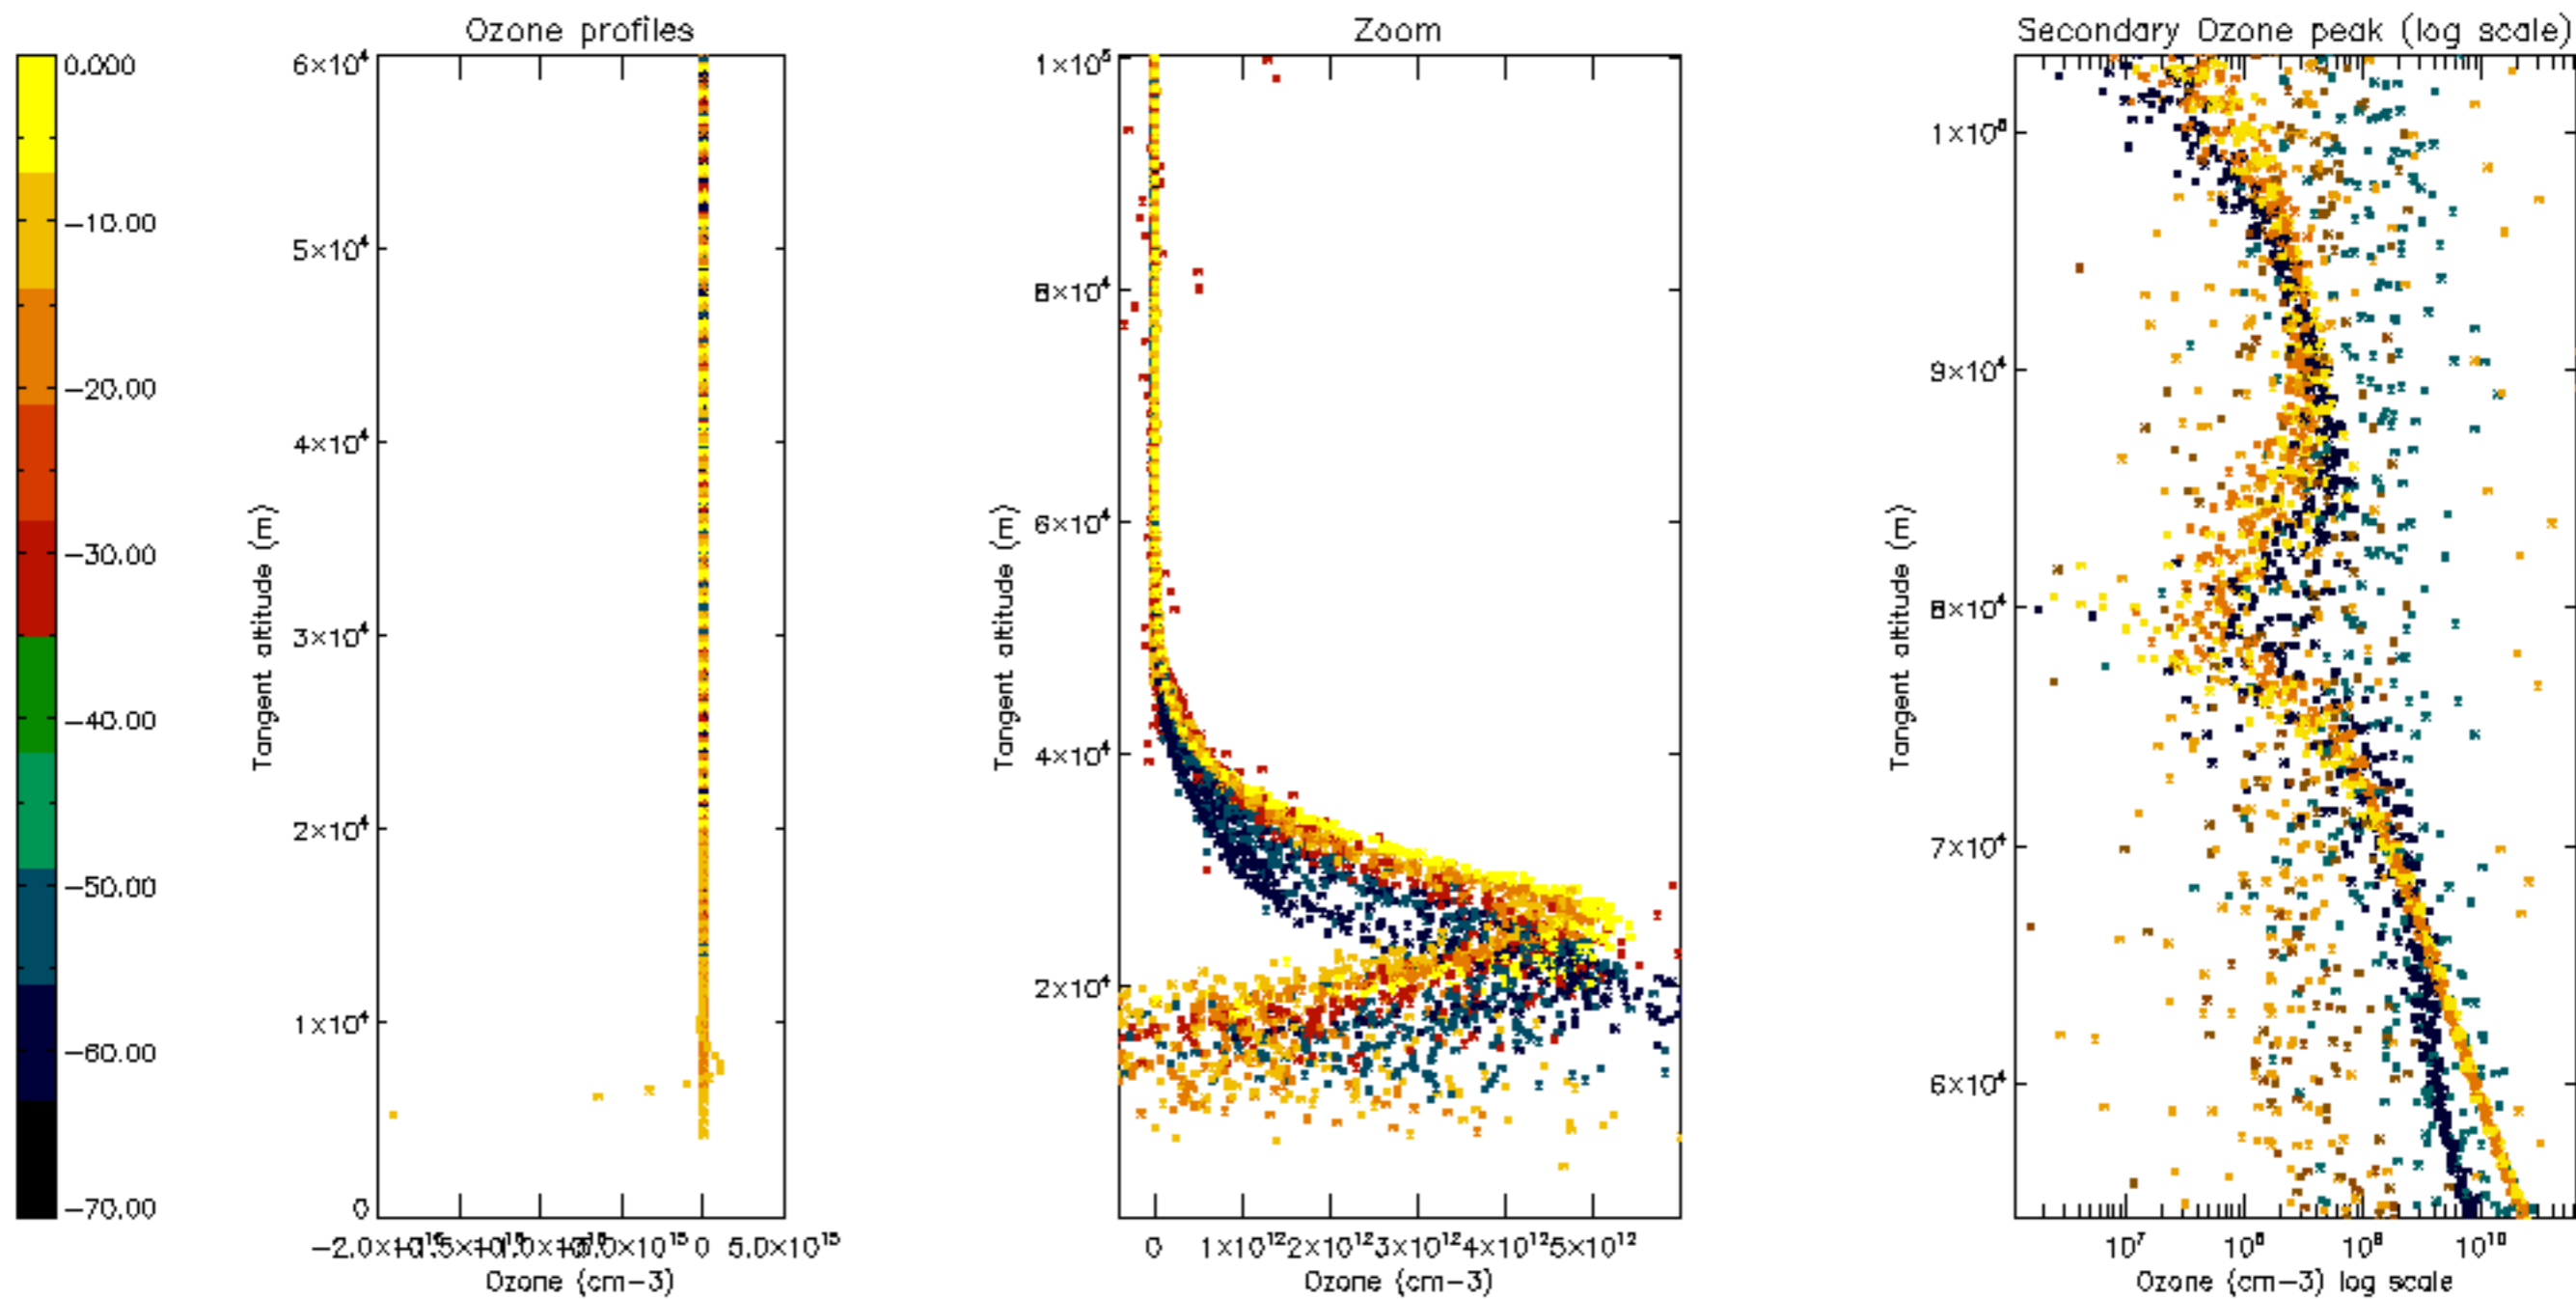 Ozone profiles
Zoom
Secondary Ozone peak (log scale)
0.000
-10.00
-20.00
-30.00
-40.00
-50.00
-60.00
-70.00
6×10⁴
5×10⁴
4×10⁴
3×10⁴
2×10⁴
1×10⁴
0
Tangent altitude (m)
5.0×10¹⁵
0
Ozone (cm-3)
1×10⁵
8×10⁴
6×10⁴
4×10⁴
2×10⁴
Tangent altitude (m)
0 1×10¹² 2×10¹² 3×10¹² 4×10¹² 5×10¹²
Ozone (cm-3)
9×10⁴
8×10⁴
7×10⁴
6×10⁴
Tangent altitude (m)
10⁷ 10⁸ 10⁹ 10¹⁰
Ozone (cm-3) log scale